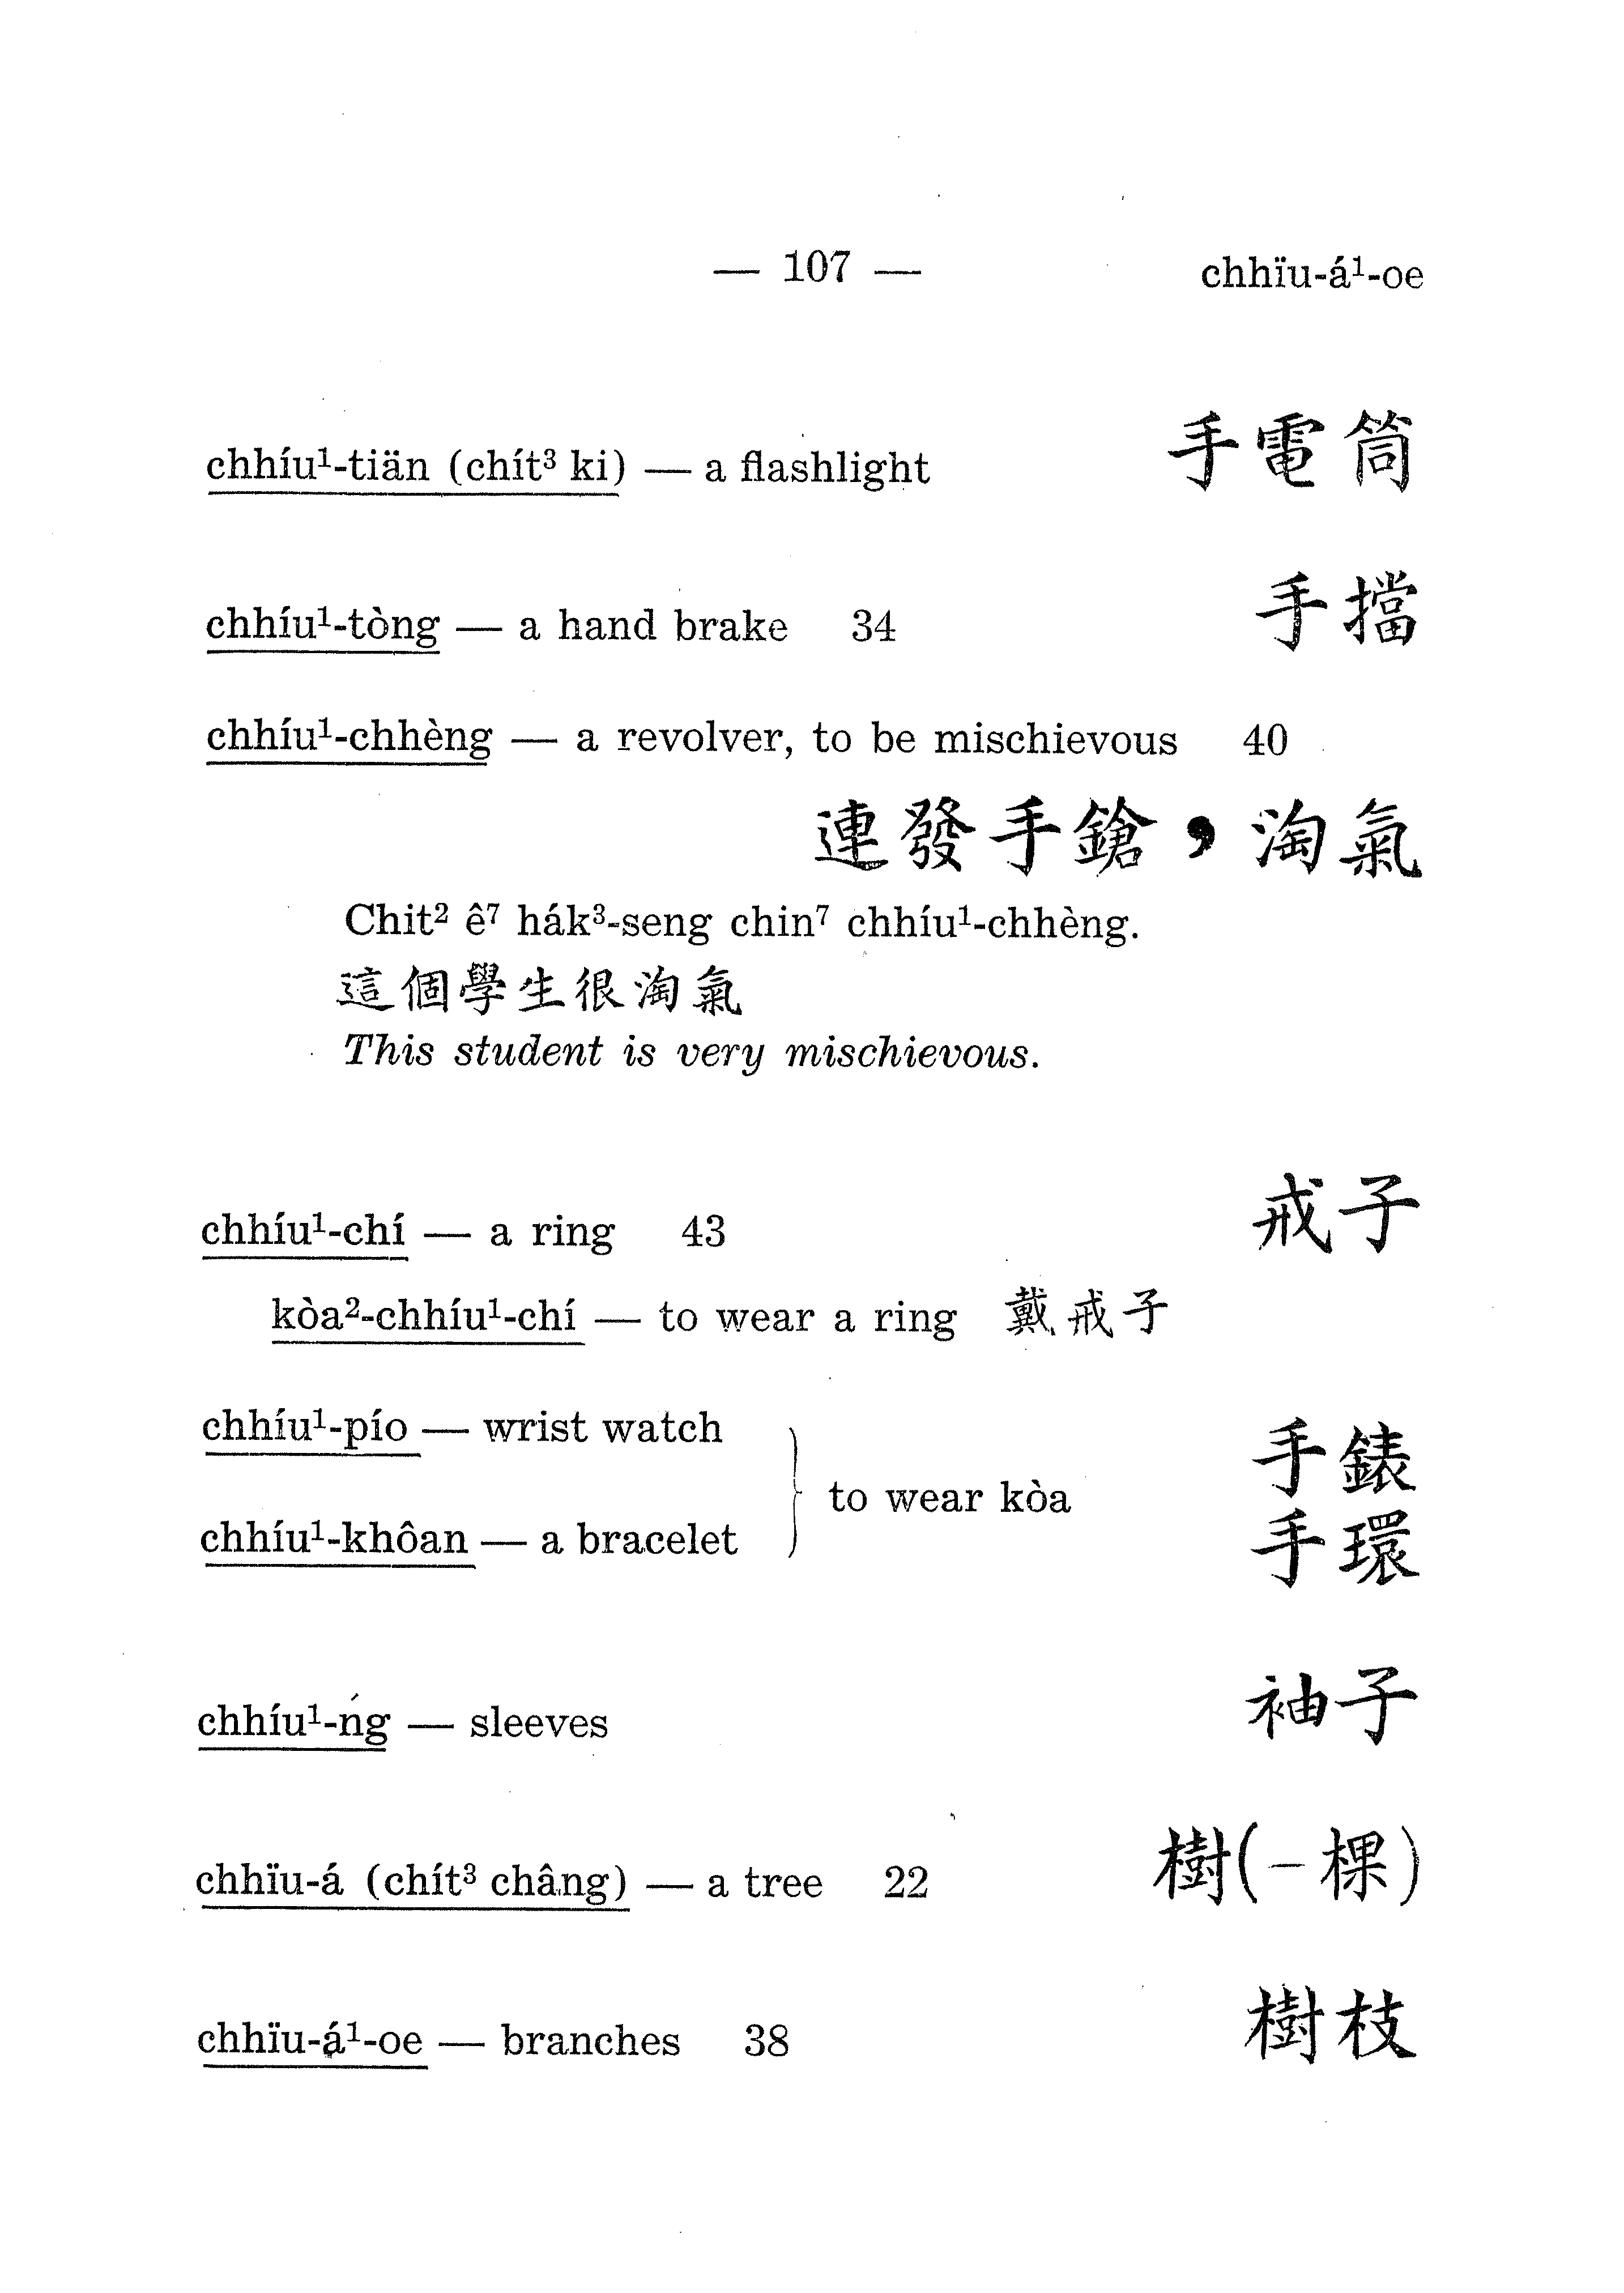 — 107 — chhïu-á¹-oe
chhíu¹-tiän (chít³ ki) — a flashlight 手電筒
chhíu¹-tòng — a hand brake 34 手擋
chhíu¹-chhèng — a revolver, to be mischievous 40
連發手鎗，淘氣
Chit² ê⁷ hák³-seng chin⁷ chhíu¹-chhèng.
這個學生很淘氣
This student is very mischievous.
chhíu¹-chí — a ring 43 戒子
kòa²-chhíu¹-chí — to wear a ring 戴戒子
chhíu¹-pío — wrist watch 手錶
to wear kòa
chhíu¹-khôan — a bracelet 手環
chhíu¹-ńg — sleeves 袖子
chhïu-á (chít³ châng) — a tree 22 樹(一棵)
chhïu-á¹-oe — branches 38 樹枝